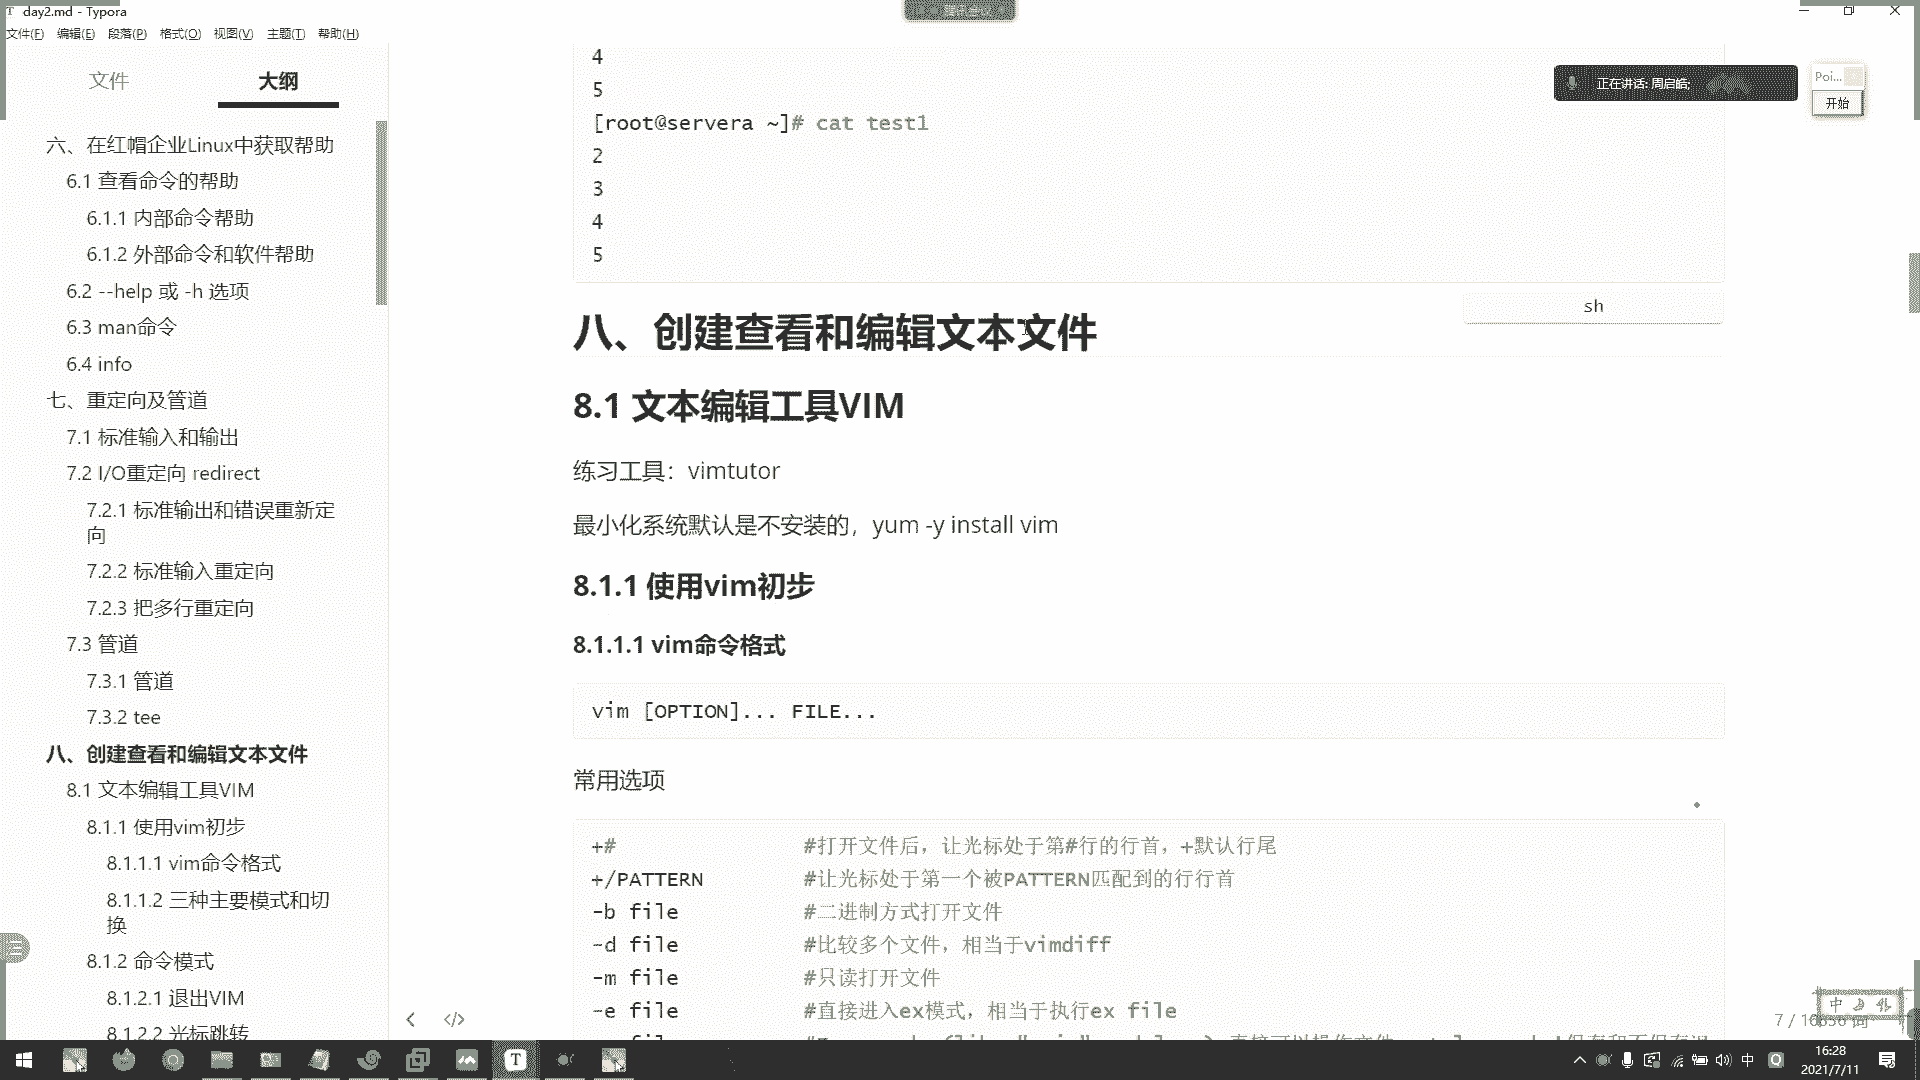 day2.md - Typora
文件(F) 编辑(E) 段落(P) 格式(O) 视图(V) 主题(T) 帮助(H)
文件 大纲
六、在红帽企业Linux中获取帮助
6.1 查看命令的帮助
6.1.1 内部命令帮助
6.1.2 外部命令和软件帮助
6.2 --help 或 -h 选项
6.3 man命令
6.4 info
七、重定向及管道
7.1 标准输入和输出
7.2 I/O重定向 redirect
7.2.1 标准输出和错误重新定
向
7.2.2 标准输入重定向
7.2.3 把多行重定向
7.3 管道
7.3.1 管道
7.3.2 tee
八、创建查看和编辑文本文件
8.1 文本编辑工具VIM
8.1.1 使用vim初步
8.1.1.1 vim命令格式
8.1.1.2 三种主要模式和切
换
8.1.2 命令模式
8.1.2.1 退出VIM
8.1.2.2 光标跳转
4
5
[root@servera ~]# cat test1
2
3
4
5
sh
八、创建查看和编辑文本文件
8.1 文本编辑工具VIM
练习工具：vimtutor
最小化系统默认是不安装的，yum -y install vim
8.1.1 使用vim初步
8.1.1.1 vim命令格式
vim [OPTION]... FILE...
常用选项
+# #打开文件后，让光标处于第#行的行首，+默认行尾
+/PATTERN #让光标处于第一个被PATTERN匹配到的行行首
-b file #二进制方式打开文件
-d file #比较多个文件，相当于vimdiff
-m file #只读打开文件
-e file #直接进入ex模式，相当于执行ex file
正在讲话: 周启皓;
Poi...
开始
中
7 / 10656 词
中
16:28
2021/7/11